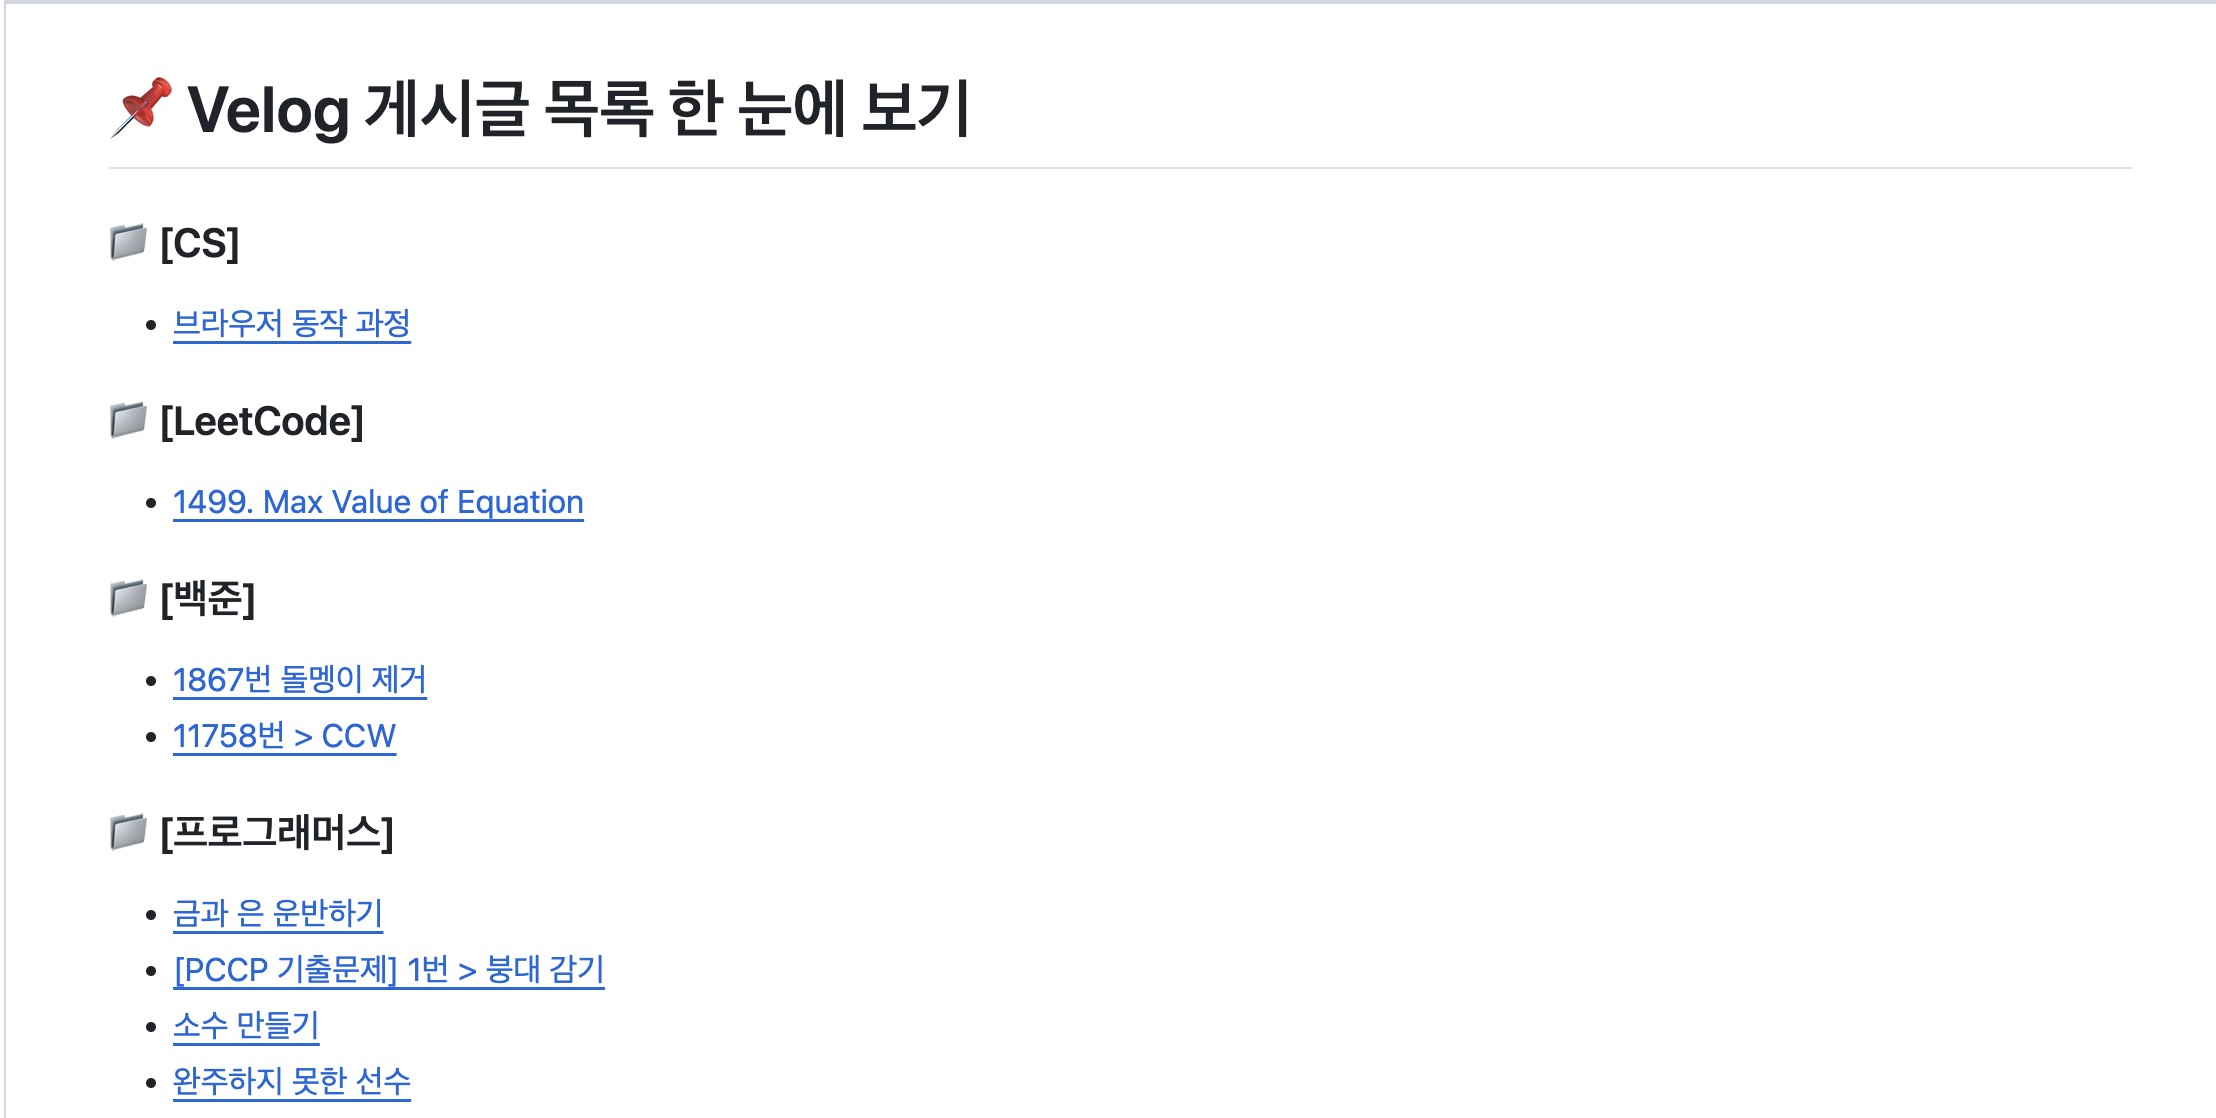 📌 Velog 게시글 목록 한 눈에 보기
📁 [CS]
• 브라우저 동작 과정
📁 [LeetCode]
• 1499. Max Value of Equation
📁 [백준]
• 1867번 돌멩이 제거
• 11758번 > CCW
📁 [프로그래머스]
• 금과 은 운반하기
• [PCCP 기출문제] 1번 > 붕대 감기
• 소수 만들기
• 완주하지 못한 선수